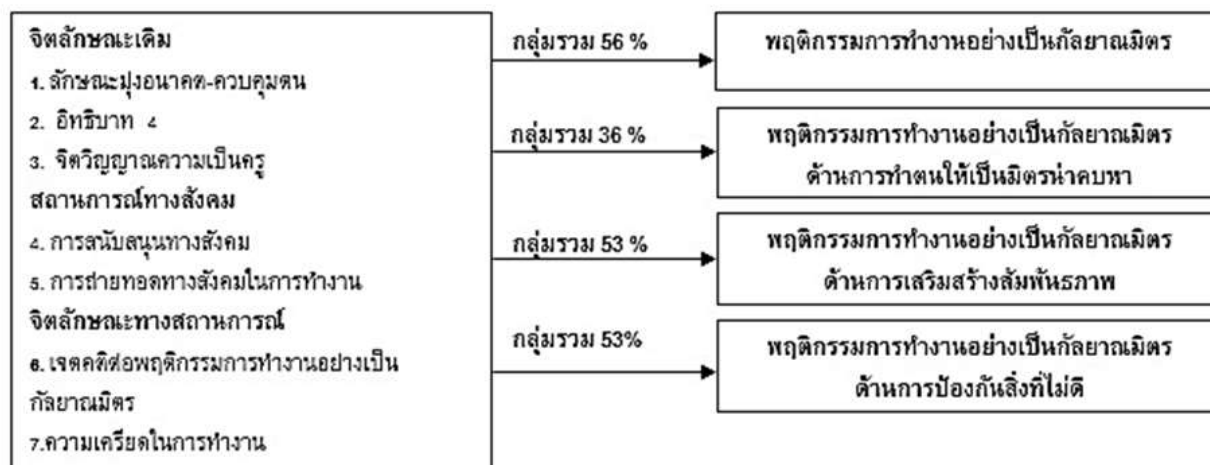 จิตลักษณะเดิม
1. ลักษณะมุ่งอนาคต-ควบคุมตน
2. อิทธิบาท 4
3. จิตวิญญาณความเป็นครู
สถานการณ์ทางสังคม
4. การสนับสนุนทางสังคม
5. การถ่ายทอดทางสังคมในการทำงาน
จิตลักษณะทางสถานการณ์
6. เจตคติต่อพฤติกรรมการทำงานอย่างเป็น
กัลยาณมิตร
7.ความเครียดในการทำงาน
กลุ่มรวม 56 %
พฤติกรรมการทำงานอย่างเป็นกัลยาณมิตร
กลุ่มรวม 36 %
พฤติกรรมการทำงานอย่างเป็นกัลยาณมิตร
ด้านการทำตนให้เป็นมิตรน่าคบหา
กลุ่มรวม 53 %
พฤติกรรมการทำงานอย่างเป็นกัลยาณมิตร
ด้านการเสริมสร้างสัมพันธภาพ
กลุ่มรวม 53%
พฤติกรรมการทำงานอย่างเป็นกัลยาณมิตร
ด้านการป้องกันสิ่งที่ไม่ดี